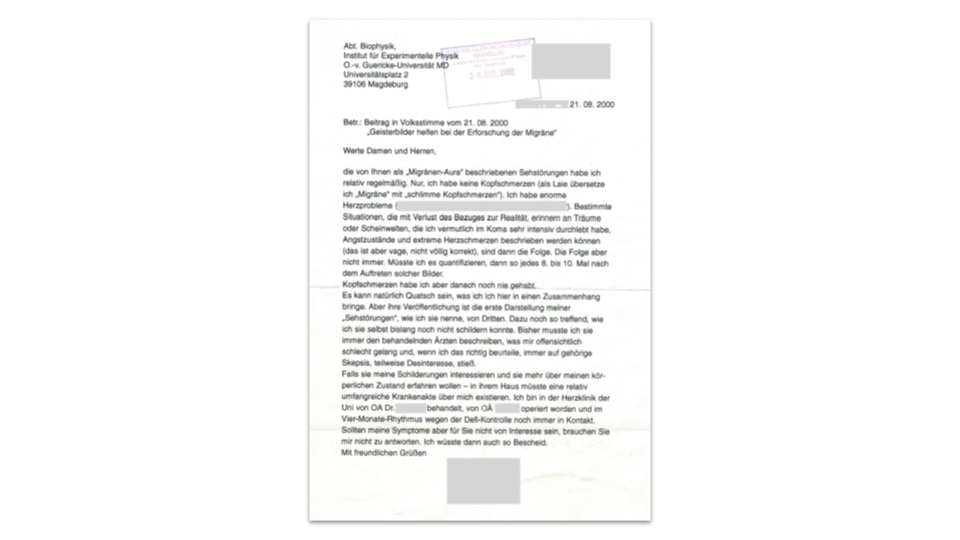 Abt. Biophysik,
Institut für Experimentelle Physik
O.-v. Guericke-Universität MD
Universitätsplatz 2
39106 Magdeburg
2000
21. 08. 2000
Betr.: Beitrag in Volksstimme vom 21. 08. 2000
„Geisterbilder helfen bei der Erforschung der Migräne“
Werte Damen und Herren,
die von Ihnen als „Migränen-Aura“ beschriebenen Sehstörungen habe ich
relativ regelmäßig. Nur, ich habe keine Kopfschmerzen (als Laie übersetze
ich „Migräne“ mit „schlimme Kopfschmerzen“). Ich habe enorme
Herzprobleme ( ). Bestimmte
Situationen, die mit Verlust des Bezuges zur Realität, erinnern an Träume
oder Scheinwelten, die ich vermutlich im Koma sehr intensiv durchlebt habe,
Angstzustände und extreme Herzschmerzen beschrieben werden können
(das ist aber vage, nicht völlig korrekt), sind dann die Folge. Die Folge aber
nicht immer. Müsste ich es quantifizieren, dann so jedes 8. bis 10. Mal nach
dem Auftreten solcher Bilder.
Kopfschmerzen habe ich aber danach noch nie gehabt.
Es kann natürlich Quatsch sein, was ich ich hier in einen Zusammenhang
bringe. Aber ihre Veröffentlichung ist die erste Darstellung meiner
„Sehstörungen“, wie ich sie nenne, von Dritten. Dazu noch so treffend, wie
ich sie selbst bislang noch nicht schildern konnte. Bisher musste ich sie
immer den behandelnden Ärzten beschreiben, was mir offensichtlich
schlecht gelang und, wenn ich das richtig beurteile, immer auf gehörige
Skepsis, teilweise Desinteresse, stieß.
Falls sie meine Schilderungen interessieren und sie mehr über meinen kör-
perlichen Zustand erfahren wollen – in ihrem Haus müsste eine relativ
umfangreiche Krankenakte über mich existieren. Ich bin in der Herzklinik der
Uni von OA Dr. behandelt, von OÄ operiert worden und im
Vier-Monate-Rhythmus wegen der Defi-Kontrolle noch immer in Kontakt.
Sollten meine Symptome aber für Sie nicht von Interesse sein, brauchen Sie
mir nicht zu antworten. Ich wüsste dann auch so Bescheid.
Mit freundlichen Grüßen